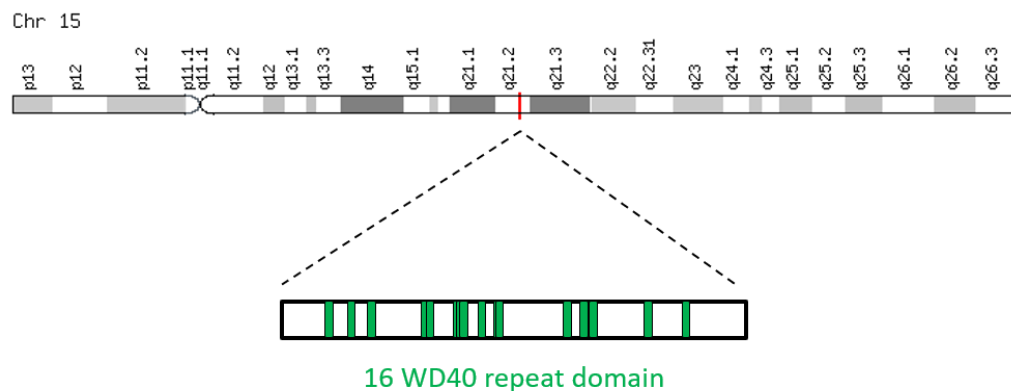 Chr 15
p13 p12 p11.2 p11.1 q11.1 q11.2 q12 q13.1 q13.3 q14 q15.1 q21.1 q21.2 q21.3 q22.2 q22.31 q23 q24.1 q24.3 q25.1 q25.2 q25.3 q26.1 q26.2 q26.3
16 WD40 repeat domain